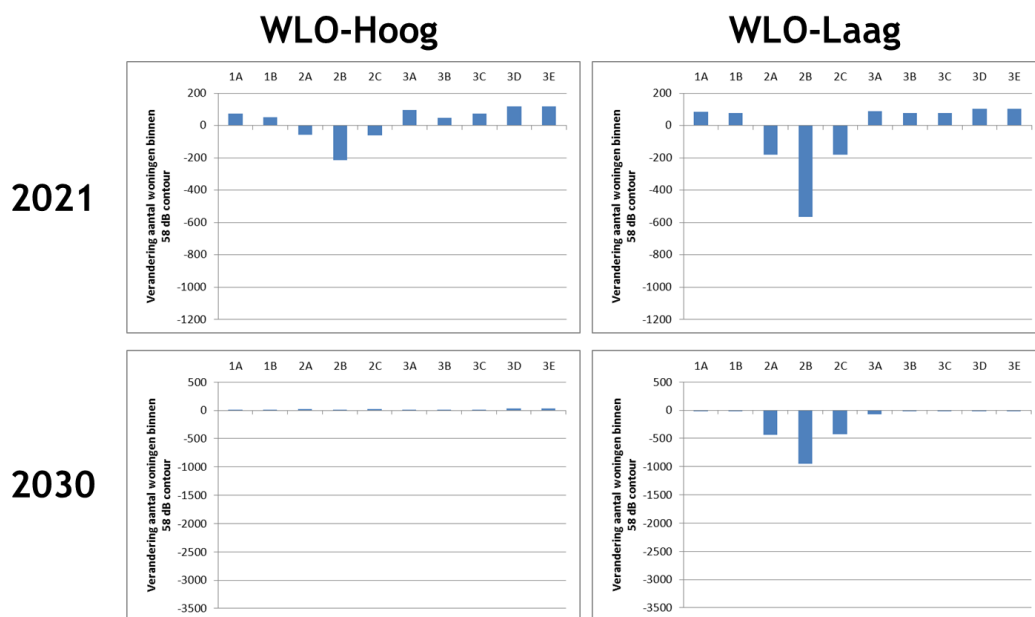 WLO-Hoog
WLO-Laag
2021
1A 1B 2A 2B 2C 3A 3B 3C 3D 3E
Verandering aantal woningen binnen
58 dB contour
200
0
-200
-400
-600
-800
-1000
-1200
1A 1B 2A 2B 2C 3A 3B 3C 3D 3E
Verandering aantal woningen binnen
58 dB contour
200
0
-200
-400
-600
-800
-1000
-1200
2030
1A 1B 2A 2B 2C 3A 3B 3C 3D 3E
Verandering aantal woningen binnen
58 dB contour
500
0
-500
-1000
-1500
-2000
-2500
-3000
-3500
1A 1B 2A 2B 2C 3A 3B 3C 3D 3E
Verandering aantal woningen binnen
58 dB contour
500
0
-500
-1000
-1500
-2000
-2500
-3000
-3500